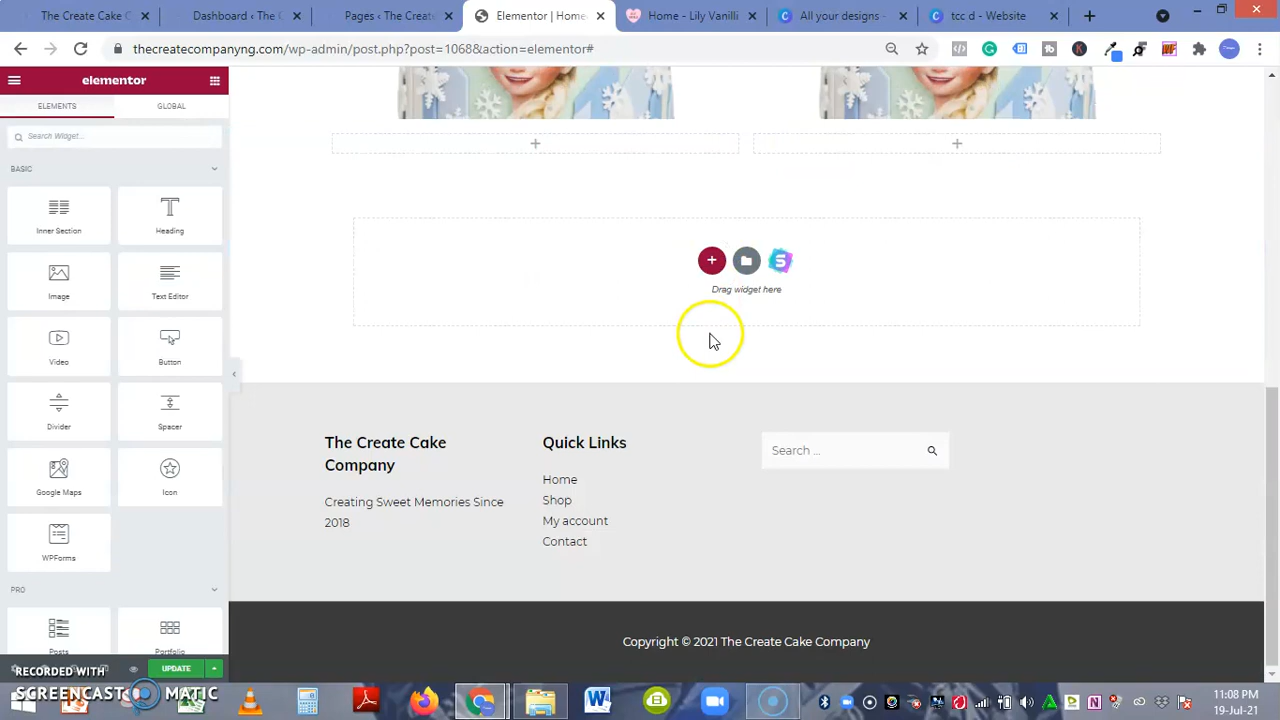 The Create Cake C
Dashboard ‹ The C
Pages ‹ The Create
Elementor | Home
Home - Lily Vanilli
All your designs -
tcc d - Website
thecreatecompanyng.com/wp-admin/post.php?post=1068&action=elementor#
elementor
ELEMENTS
GLOBAL
Search Widget...
BASIC
Inner Section
Heading
Image
Text Editor
Video
Button
Divider
Spacer
Google Maps
Icon
WPForms
PRO
Posts
Portfolio
UPDATE
Drag widget here
The Create Cake
Company
Creating Sweet Memories Since
2018
Quick Links
Home
Shop
My account
Contact
Search ...
Copyright © 2021 The Create Cake Company
RECORDED WITH
SCREENCAST MATIC
11:08 PM
19-Jul-21